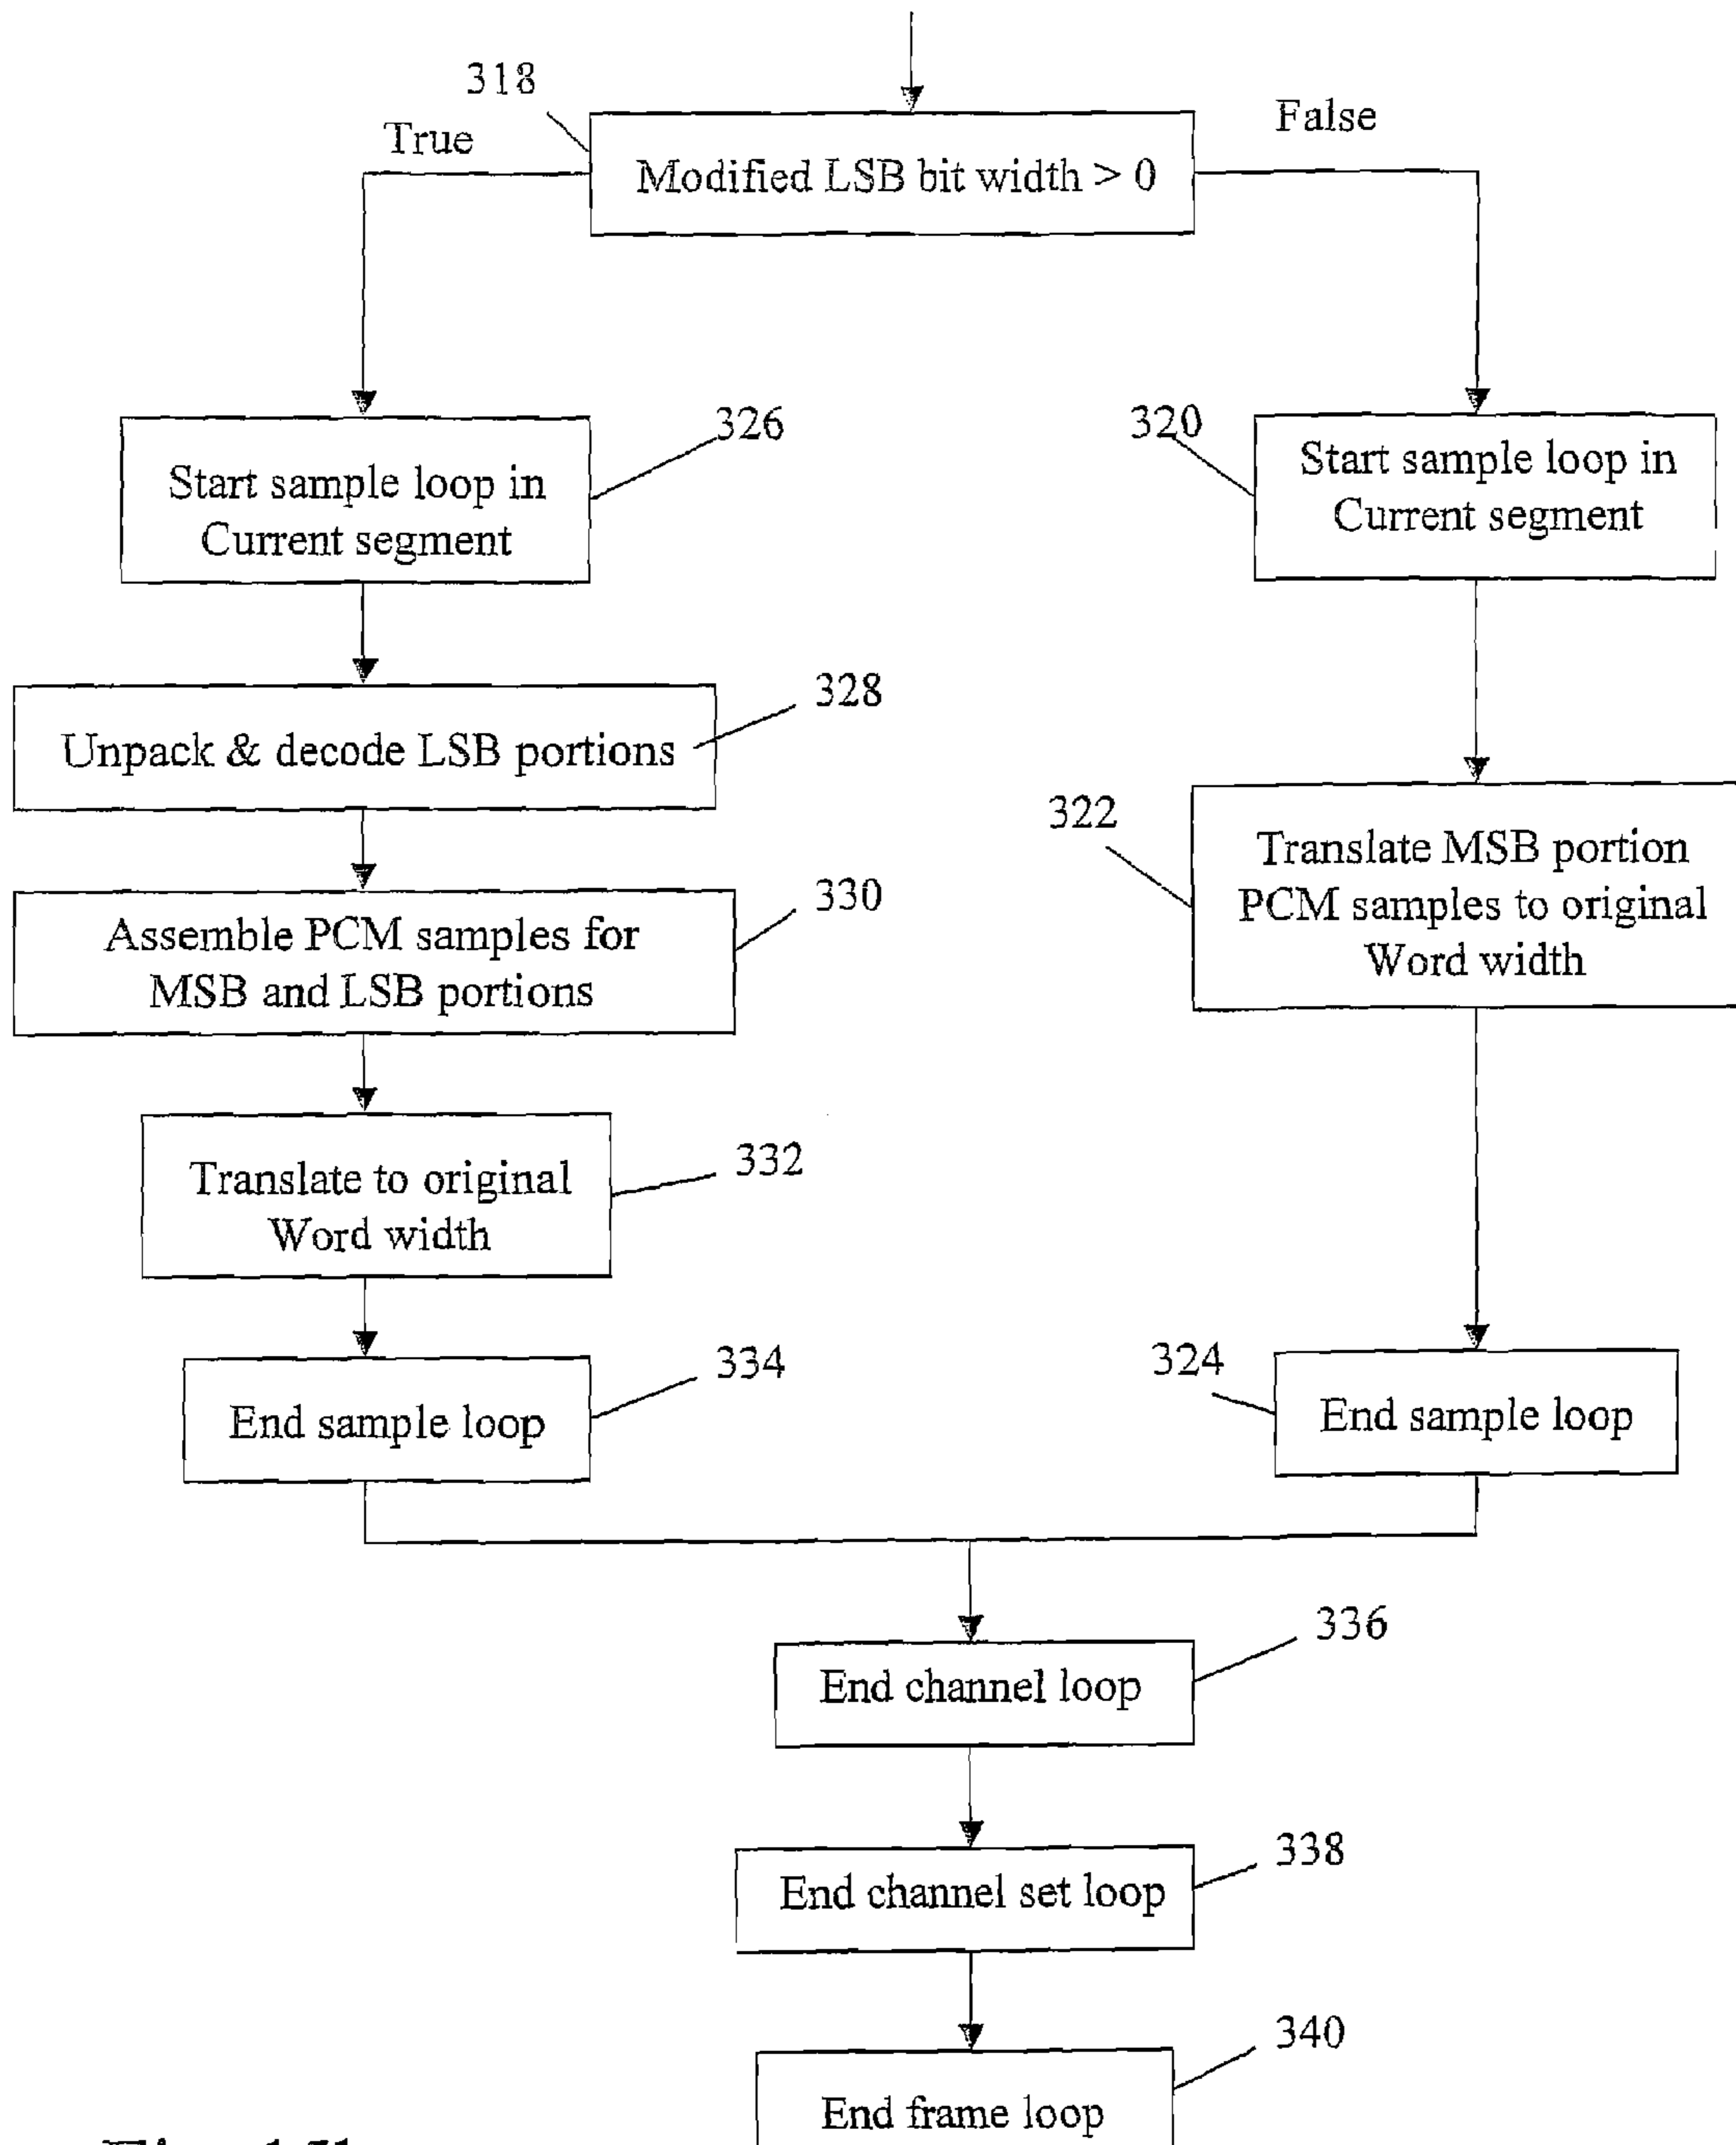 318
True
False
Modified LSB bit width > 0
326
Start sample loop in
Current segment
320
Start sample loop in
Current segment
328
Unpack & decode LSB portions
322
Translate MSB portion
PCM samples to original
Word width
330
Assemble PCM samples for
MSB and LSB portions
332
Translate to original
Word width
334
End sample loop
324
End sample loop
336
End channel loop
338
End channel set loop
340
End frame loop